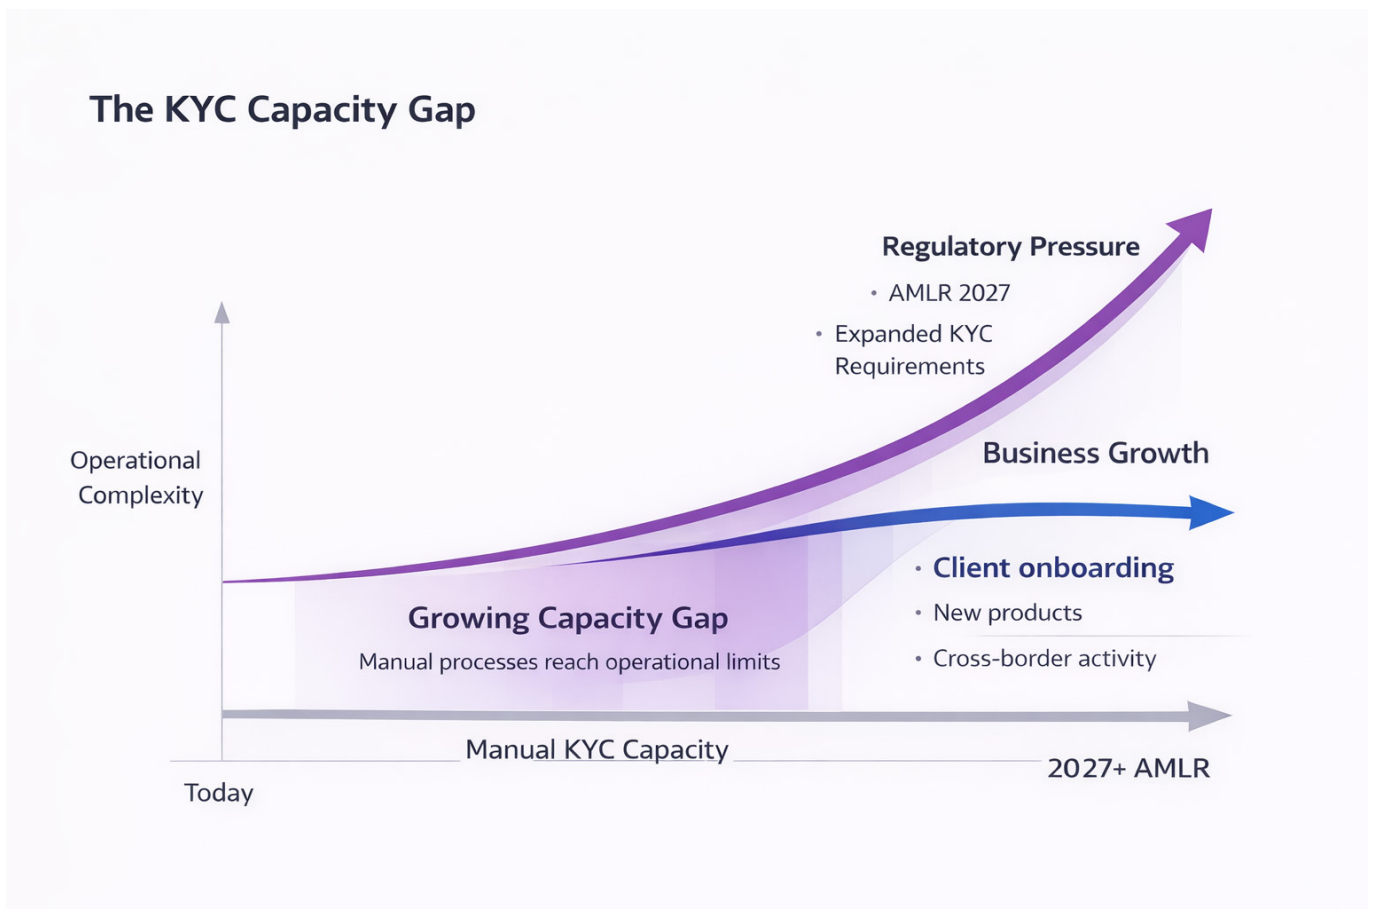 The KYC Capacity Gap
Regulatory Pressure
• AMLR 2027
• Expanded KYC
Requirements
Operational
Complexity
Business Growth
• Client onboarding
• New products
• Cross-border activity
Growing Capacity Gap
Manual processes reach operational limits
Manual KYC Capacity
2027+ AMLR
Today